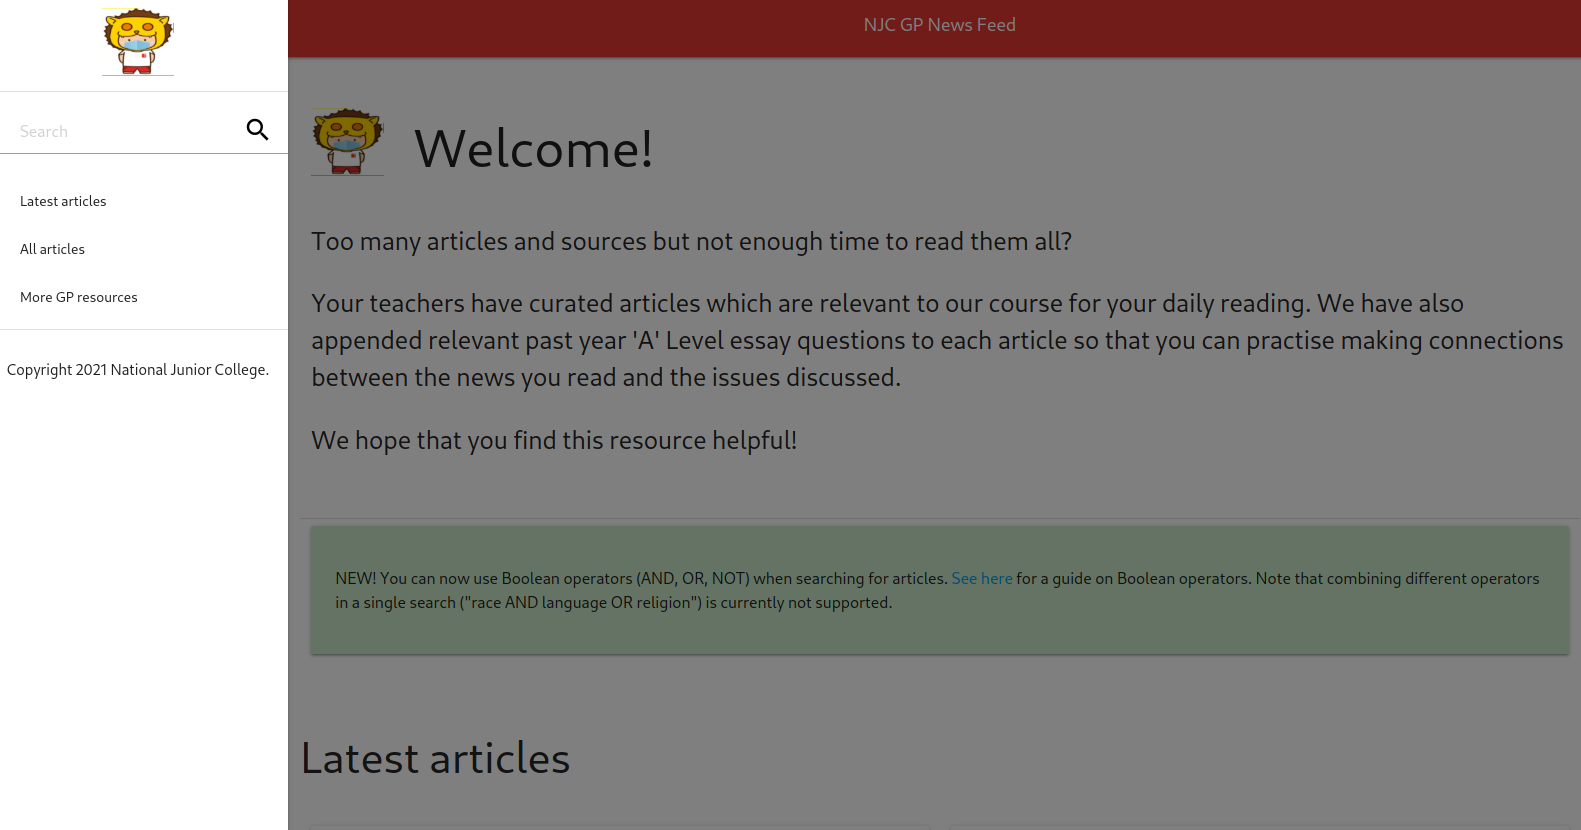 Search
Latest articles
All articles
More GP resources
Copyright 2021 National Junior College.
NJC GP News Feed
Welcome!
Too many articles and sources but not enough time to read them all?
Your teachers have curated articles which are relevant to our course for your daily reading. We have also
appended relevant past year 'A' Level essay questions to each article so that you can practise making connections
between the news you read and the issues discussed.
We hope that you find this resource helpful!
NEW! You can now use Boolean operators (AND, OR, NOT) when searching for articles. See here for a guide on Boolean operators. Note that combining different operators
in a single search ("race AND language OR religion") is currently not supported.
Latest articles